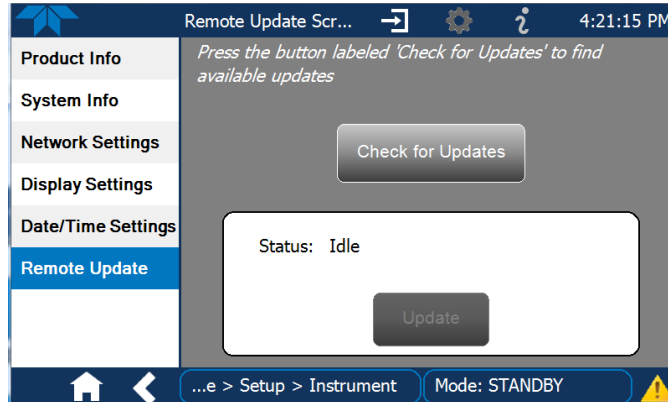 Remote Update Scr...
4:21:15 PM
Product Info
System Info
Network Settings
Display Settings
Date/Time Settings
Remote Update
Press the button labeled 'Check for Updates' to find
available updates
Check for Updates
Status: Idle
Update
...e > Setup > Instrument
Mode: STANDBY